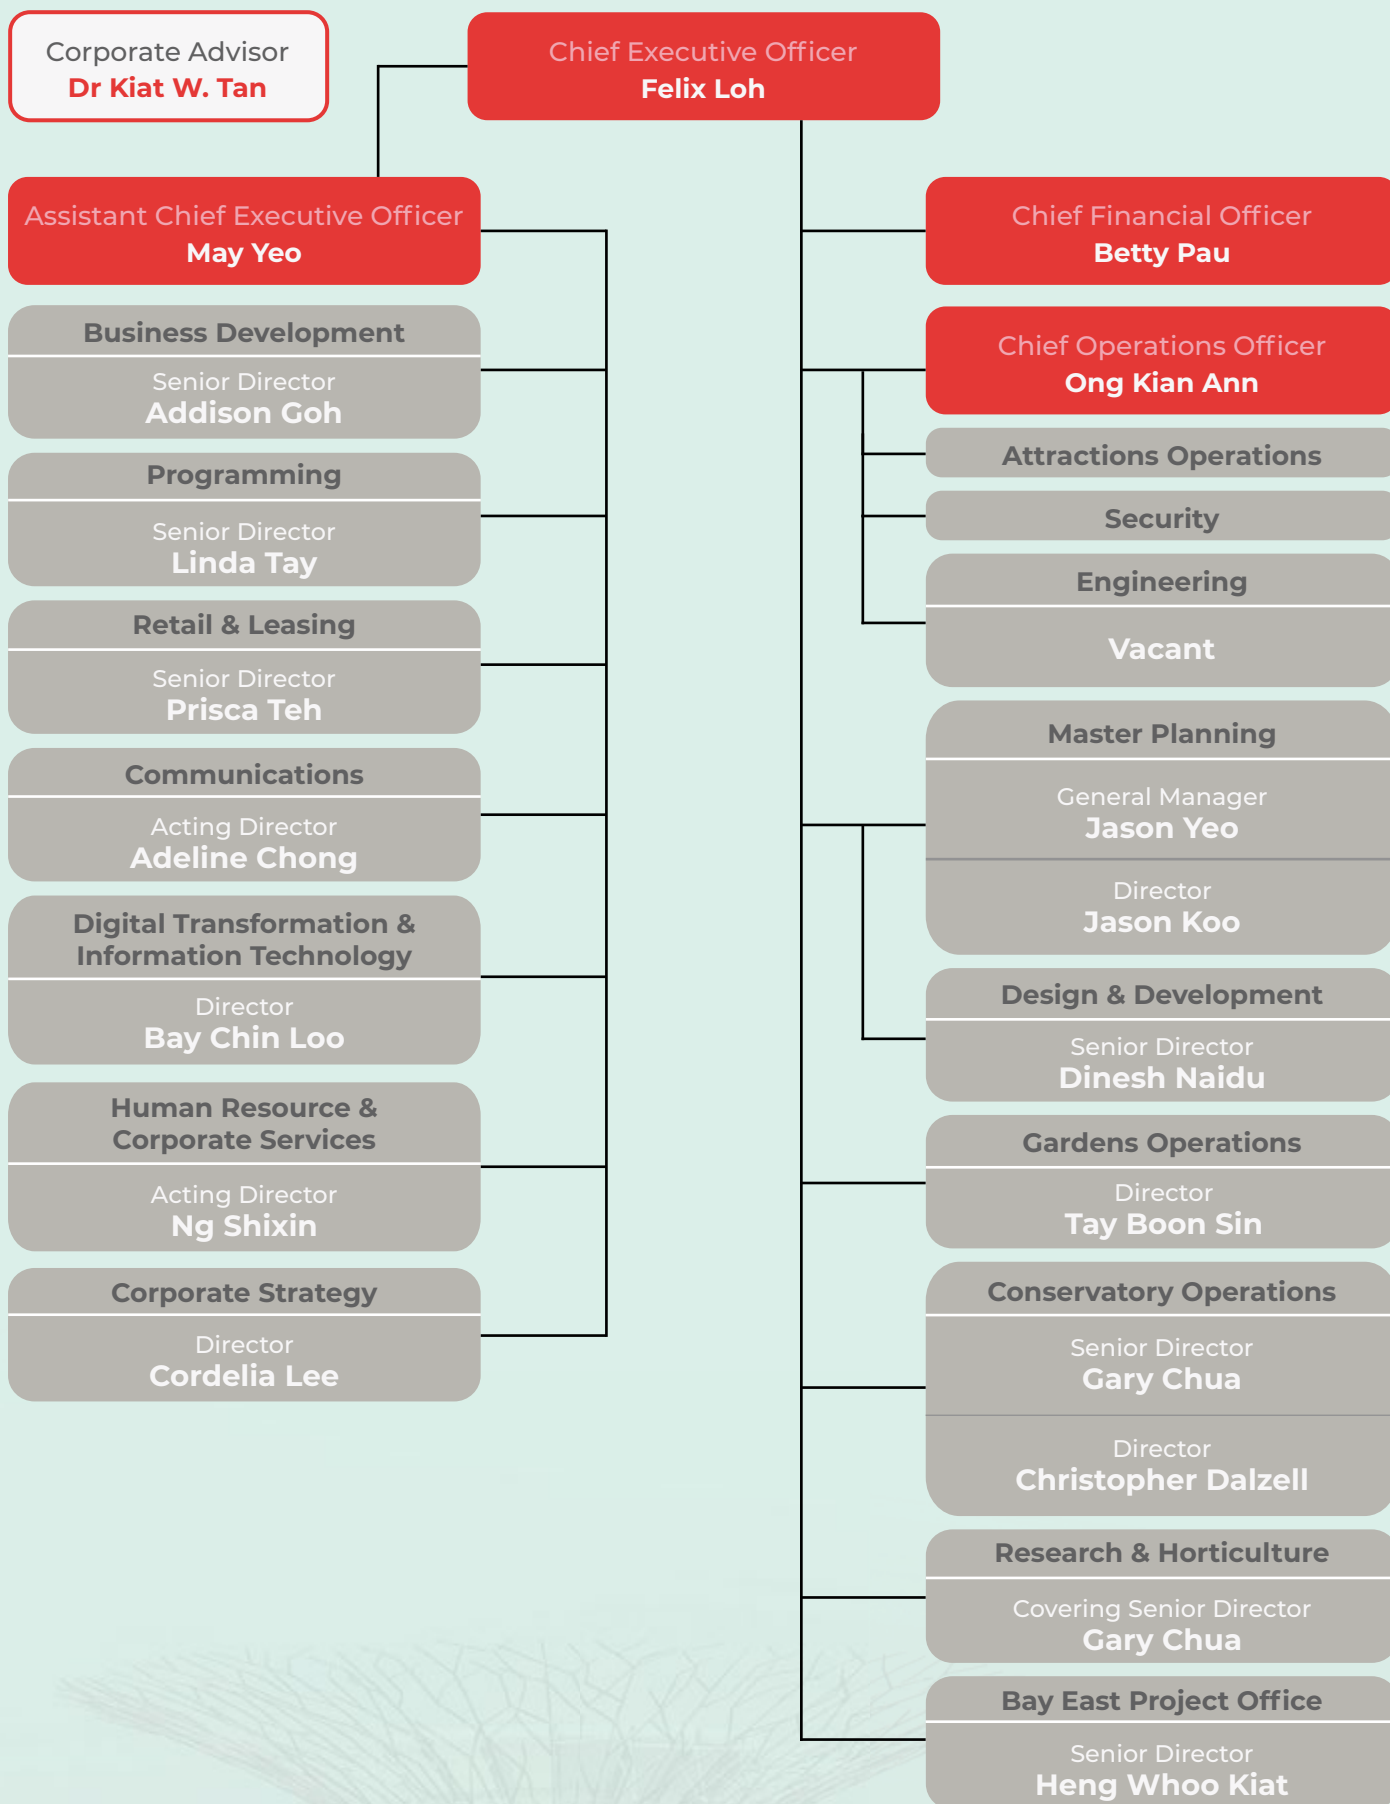 Corporate Advisor
Dr Kiat W. Tan
Chief Executive Officer
Felix Loh
Assistant Chief Executive Officer
May Yeo
Business Development
Senior Director
Addison Goh
Programming
Senior Director
Linda Tay
Retail & Leasing
Senior Director
Prisca Teh
Communications
Acting Director
Adeline Chong
Digital Transformation &
Information Technology
Director
Bay Chin Loo
Human Resource &
Corporate Services
Acting Director
Ng Shixin
Corporate Strategy
Director
Cordelia Lee
Chief Financial Officer
Betty Pau
Chief Operations Officer
Ong Kian Ann
Attractions Operations
Security
Engineering
Vacant
Master Planning
General Manager
Jason Yeo
Director
Jason Koo
Design & Development
Senior Director
Dinesh Naidu
Gardens Operations
Director
Tay Boon Sin
Conservatory Operations
Senior Director
Gary Chua
Director
Christopher Dalzell
Research & Horticulture
Covering Senior Director
Gary Chua
Bay East Project Office
Senior Director
Heng Whoo Kiat